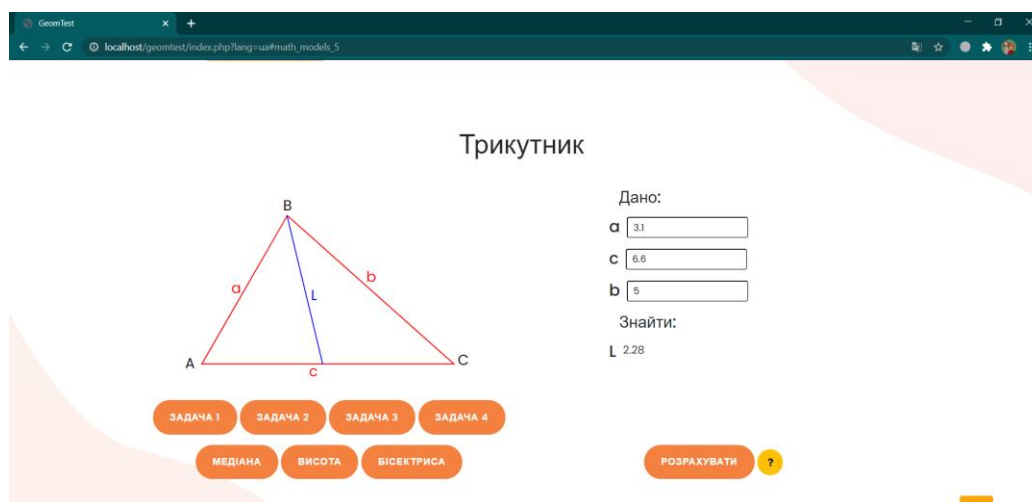 GeomTest
localhost/geomtest/index.php?lang=ua#math_models_5
Трикутник
Дано:
a 3.1
c 6.6
b 5
Знайти:
L 2.28
B
a
b
L
A
C
c
ЗАДАЧА 1 ЗАДАЧА 2 ЗАДАЧА 3 ЗАДАЧА 4
МЕДІАНА ВИСОТА БІСЕКТРИСА
РОЗРАХУВАТИ ?